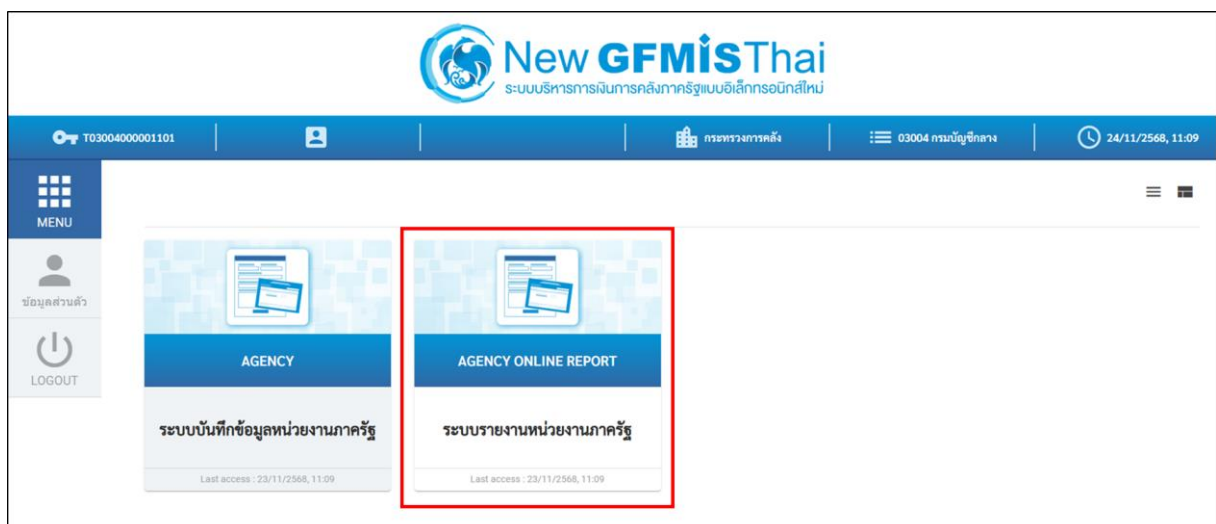 New GFMISThai
ระบบบริหารการเงินการคลังภาครัฐแบบอิเล็กทรอนิกส์ใหม่
T03004000001101 กระทรวงการคลัง 03004 กรมบัญชีกลาง 24/11/2568, 11:09
MENU
ข้อมูลส่วนตัว
LOGOUT
AGENCY
ระบบบันทึกข้อมูลหน่วยงานภาครัฐ
Last access : 23/11/2568, 11:09
AGENCY ONLINE REPORT
ระบบรายงานหน่วยงานภาครัฐ
Last access : 23/11/2568, 11:09